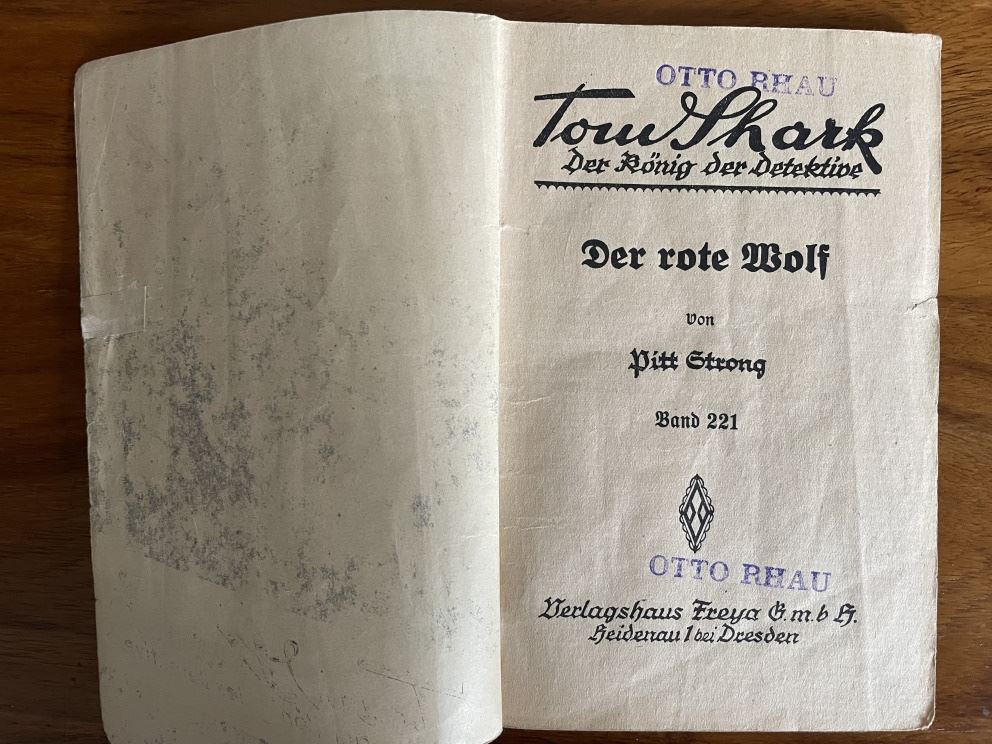 OTTO RHAU
Tom Shark
Der König der Detektive
Der rote Wolf
von
Pitt Strong
Band 221
OTTO RHAU
Verlagshaus Freya G.m.b H.
Heidenau 1 bei Dresden